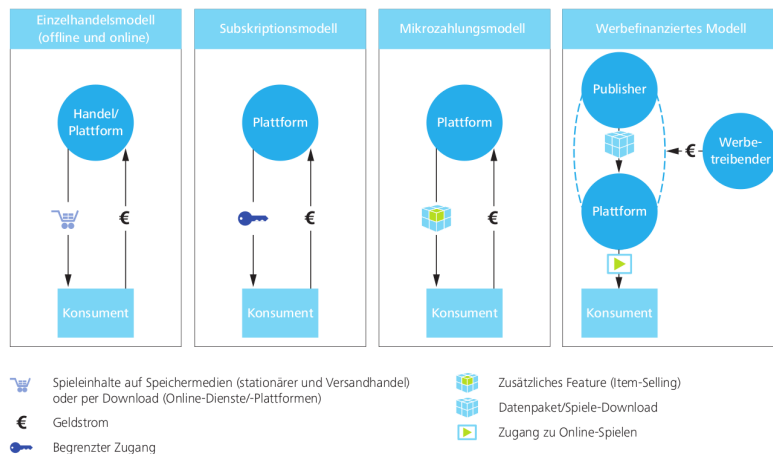 Einzelhandelsmodell
(offline und online)
Handel/
Plattform
€
Konsument
Subskriptionsmodell
Plattform
€
Konsument
Mikrozahlungsmodell
Plattform
€
Konsument
Werbefinanziertes Modell
Publisher
Plattform
€
Werbe-
treibender
Konsument
Spieleinhalte auf Speichermedien (stationärer und Versandhandel)
oder per Download (Online-Dienste/-Plattformen)
€ Geldstrom
Begrenzter Zugang
Zusätzliches Feature (Item-Selling)
Datenpaket/Spiele-Download
Zugang zu Online-Spielen